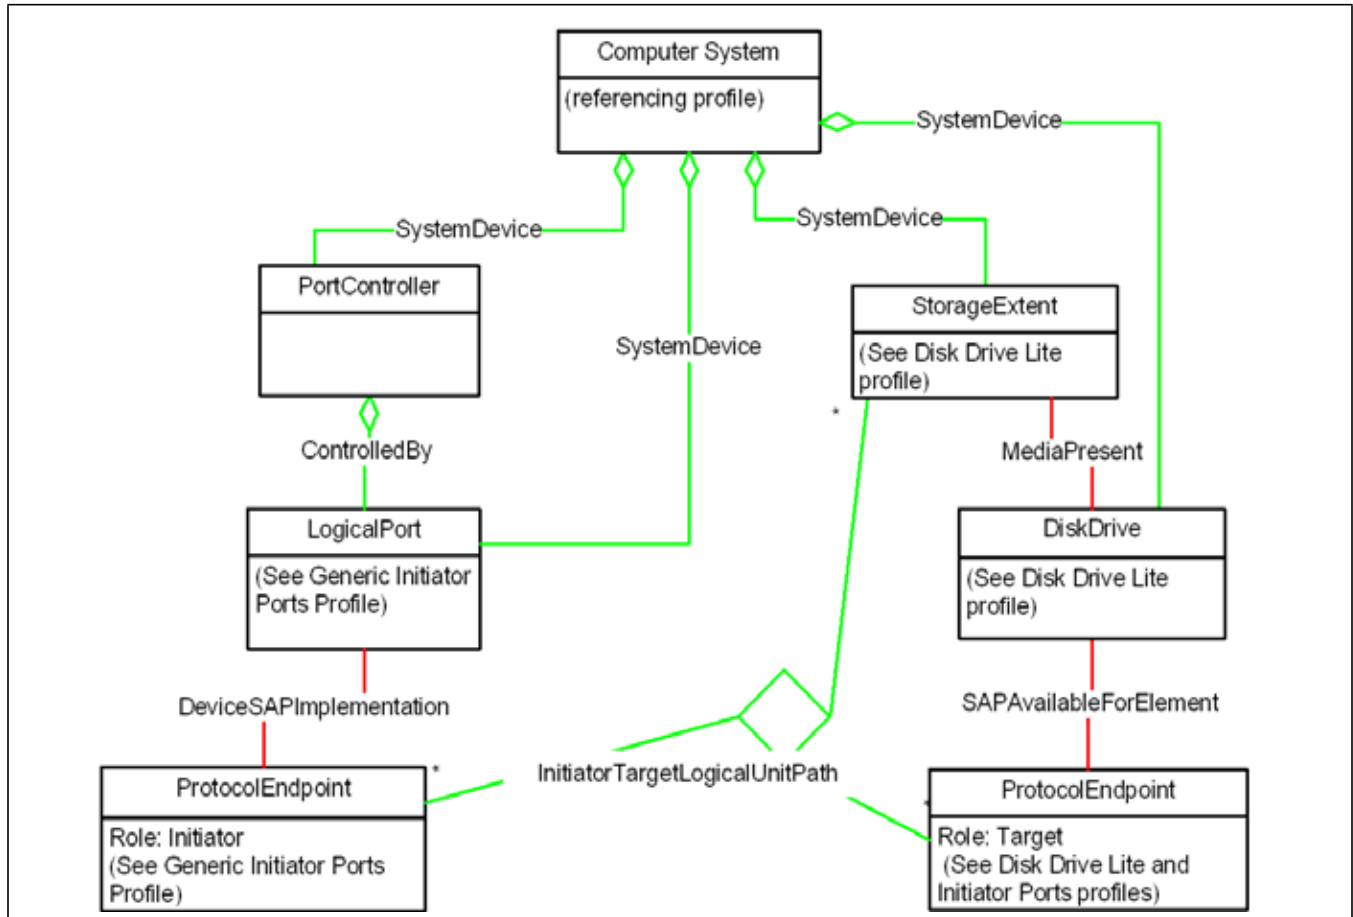 Computer System
(referencing profile)
SystemDevice
SystemDevice
SystemDevice
PortController
StorageExtent
(See Disk Drive Lite
profile)
SystemDevice
*
ControlledBy
MediaPresent
LogicalPort
(See Generic Initiator
Ports Profile)
DiskDrive
(See Disk Drive Lite
profile)
DeviceSAPImplementation
SAPAvailableForElement
InitiatorTargetLogicalUnitPath
*
ProtocolEndpoint
Role: Initiator
(See Generic Initiator Ports
Profile)
*
ProtocolEndpoint
Role: Target
(See Disk Drive Lite and
Initiator Ports profiles)